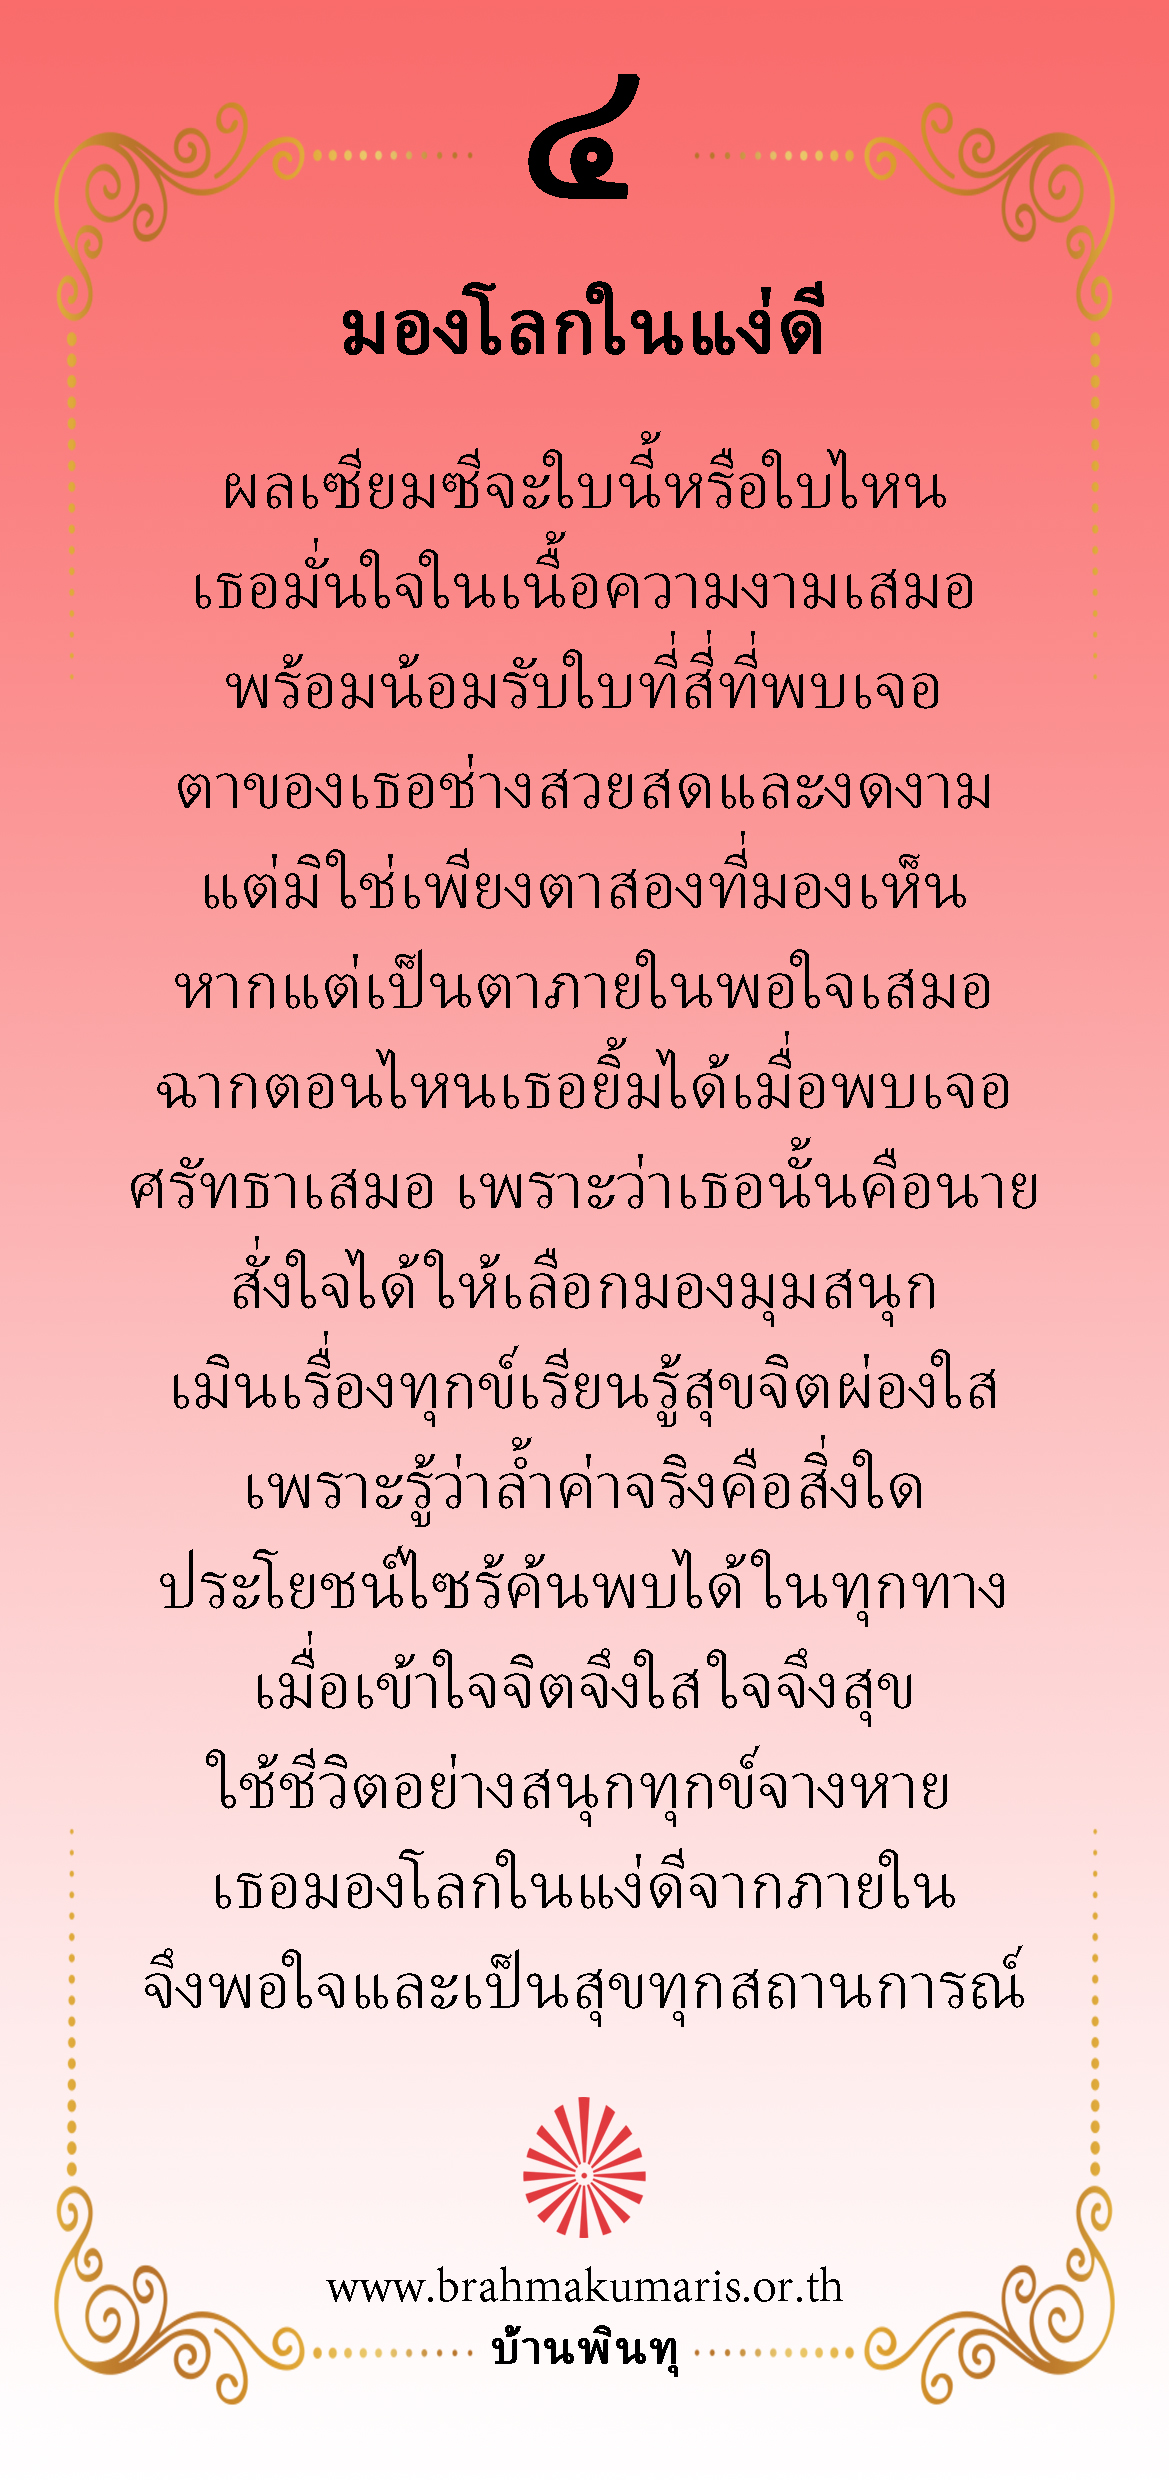 ๔
มองโลกในแง่ดี
ผลเซียมซีจะใบนี้หรือใบไหน
เธอมั่นใจในเนื้อความงามเสมอ
พร้อมน้อมรับใบที่สี่ที่พบเจอ
ตาของเธอช่างสวยสดและงดงาม
แต่มิใช่เพียงตาสองที่มองเห็น
หากแต่เป็นตาภายในพอใจเสมอ
ฉากตอนไหนเธอยิ้มได้เมื่อพบเจอ
ศรัทธาเสมอ เพราะว่าเธอนั้นคือนาย
สั่งใจได้ให้เลือกมองมุมสนุก
เมินเรื่องทุกข์เรียนรู้สุขจิตผ่องใส
เพราะรู้ว่าล้ำค่าจริงคือสิ่งใด
ประโยชน์ไซร้ค้นพบได้ในทุกทาง
เมื่อเข้าใจจิตจึงใสใจจึงสุข
ใช้ชีวิตอย่างสนุกทุกข์จางหาย
เธอมองโลกในแง่ดีจากภายใน
จึงพอใจและเป็นสุขทุกสถานการณ์
www.brahmakumaris.or.th
บ้านพินทุ